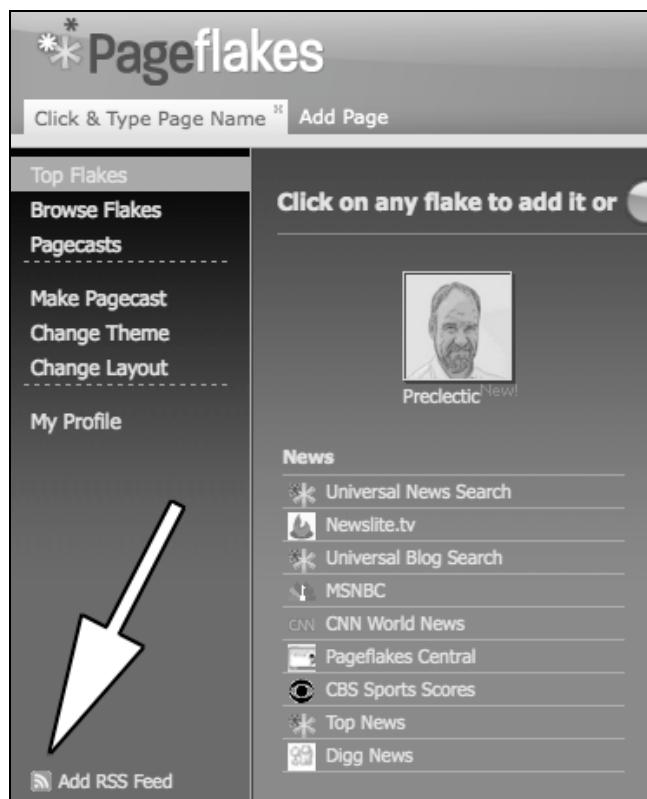 Pageflakes
Click & Type Page Name x Add Page
Top Flakes
Browse Flakes
Pagecasts
Make Pagecast
Change Theme
Change Layout
My Profile
Add RSS Feed
Click on any flake to add it or
Preclectic New!
News
Universal News Search
Newslite.tv
Universal Blog Search
MSNBC
CNN CNN World News
Pageflakes Central
CBS Sports Scores
Top News
Digg News